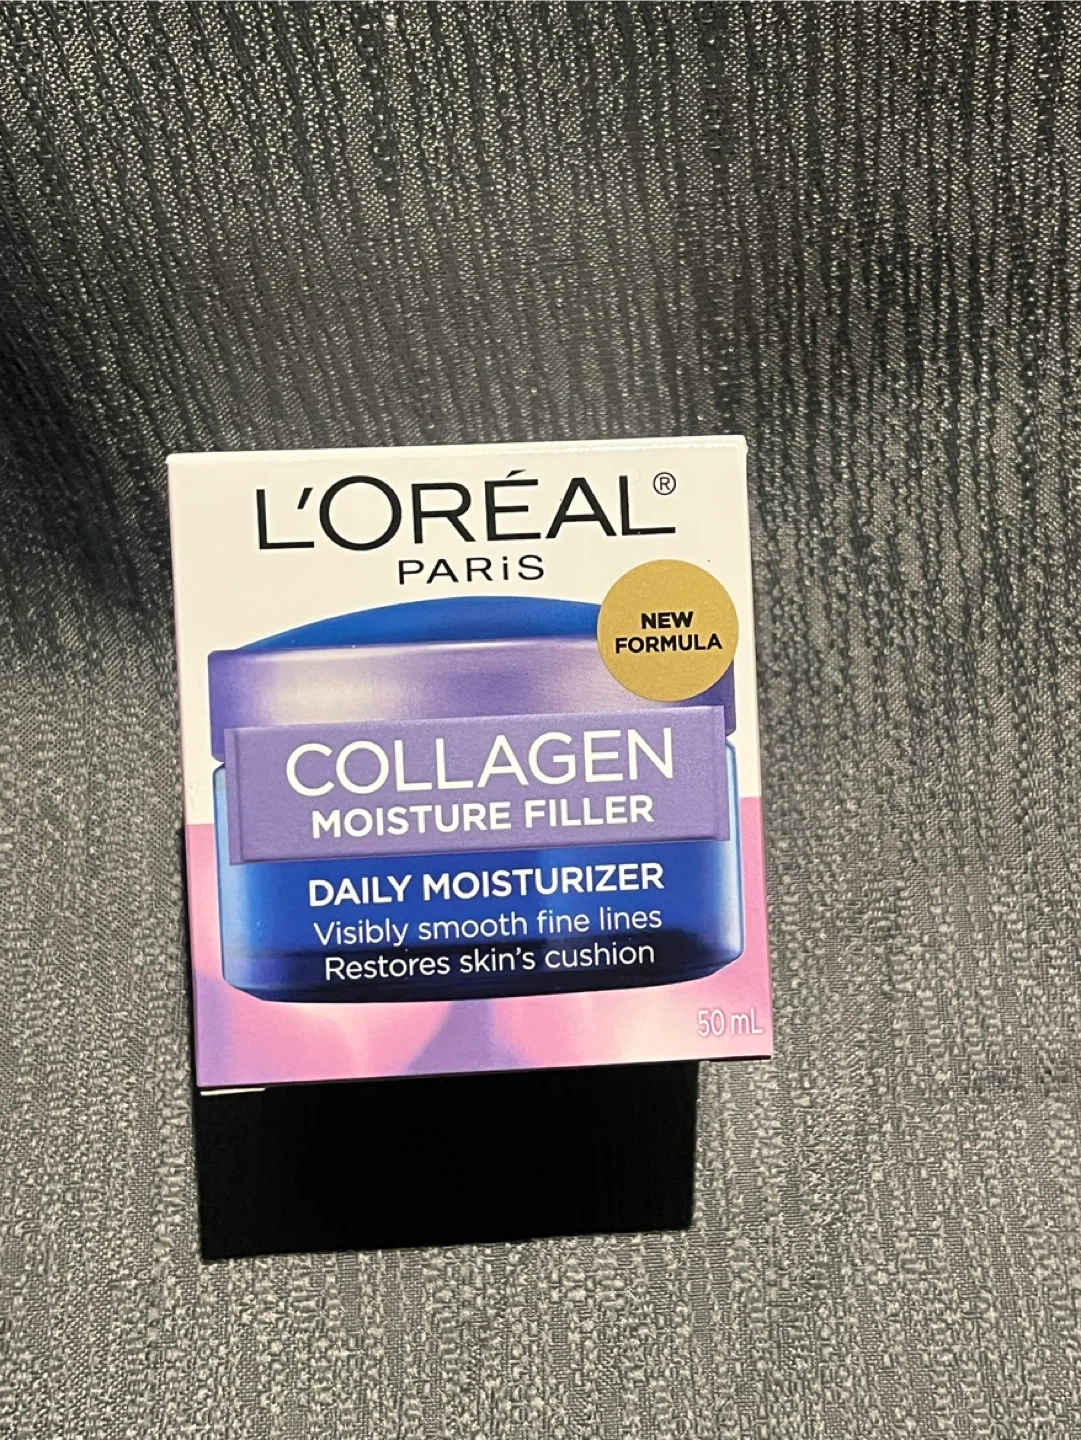 L'ORÉAL®
PARiS
NEW
FORMULA
COLLAGEN
MOISTURE FILLER
DAILY MOISTURIZER
Visibly smooth fine lines
Restores skin's cushion
50 mL